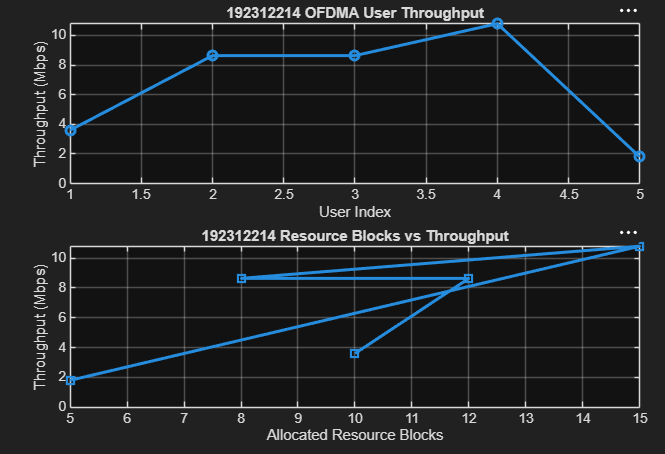 192312214 OFDMA User Throughput
...
Throughput (Mbps)
10
8
6
4
2
0
1 1.5 2 2.5 3 3.5 4 4.5 5
User Index
192312214 Resource Blocks vs Throughput
...
Throughput (Mbps)
10
8
6
4
2
0
5 6 7 8 9 10 11 12 13 14 15
Allocated Resource Blocks